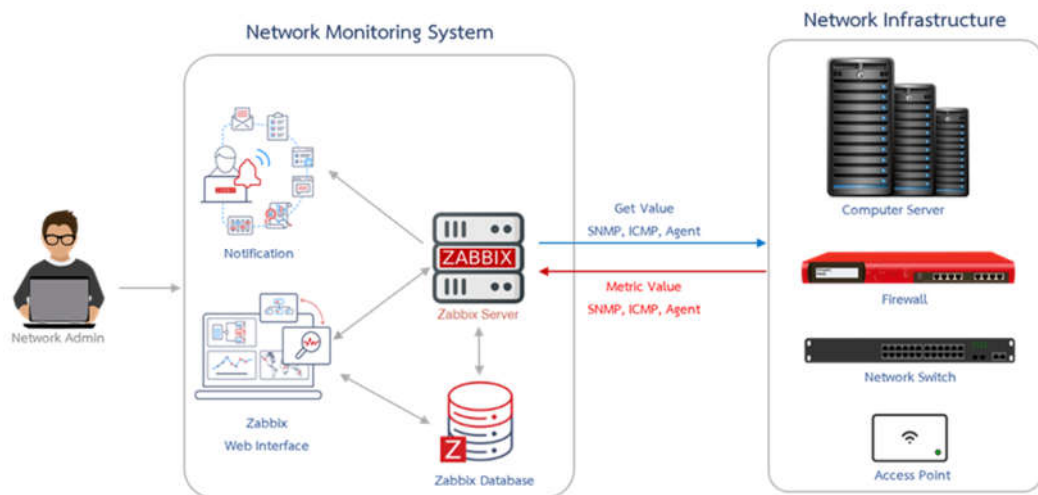 Network Monitoring System
Network Infrastructure
Notification
Network Admin
ZABBIX
Zabbix Server
Zabbix
Web Interface
Z
Zabbix Database
Get Value
SNMP, ICMP, Agent
Metric Value
SNMP, ICMP, Agent
Computer Server
Firewall
Network Switch
Access Point